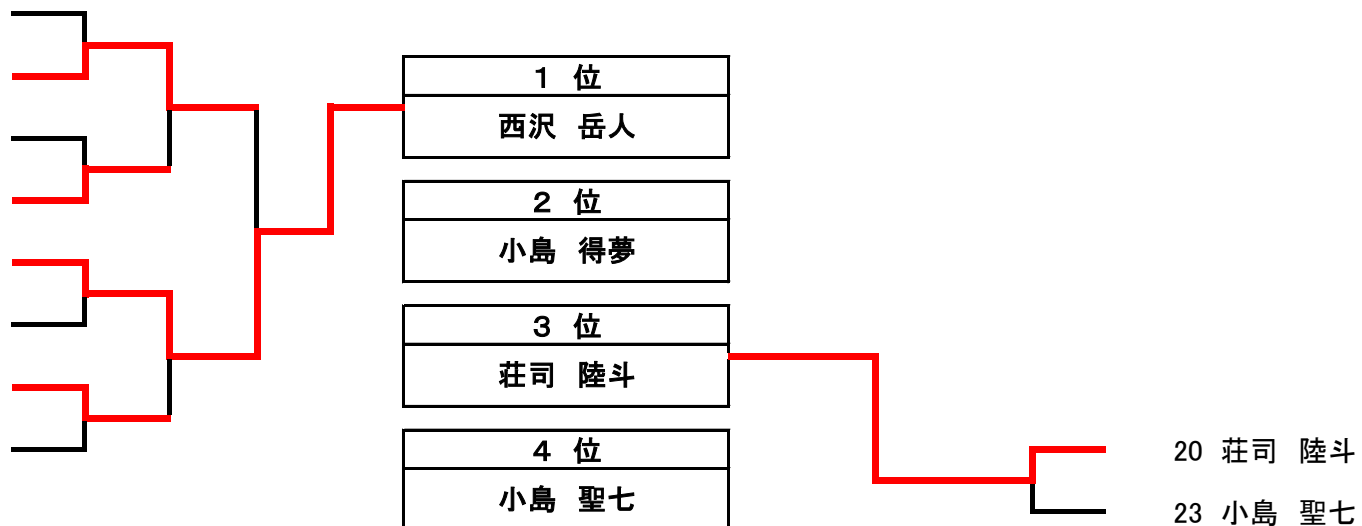 １ 位
西沢 岳人
２ 位
小島 得夢
３ 位
荘司 陸斗
４ 位
小島 聖七
20 荘司 陸斗
23 小島 聖七